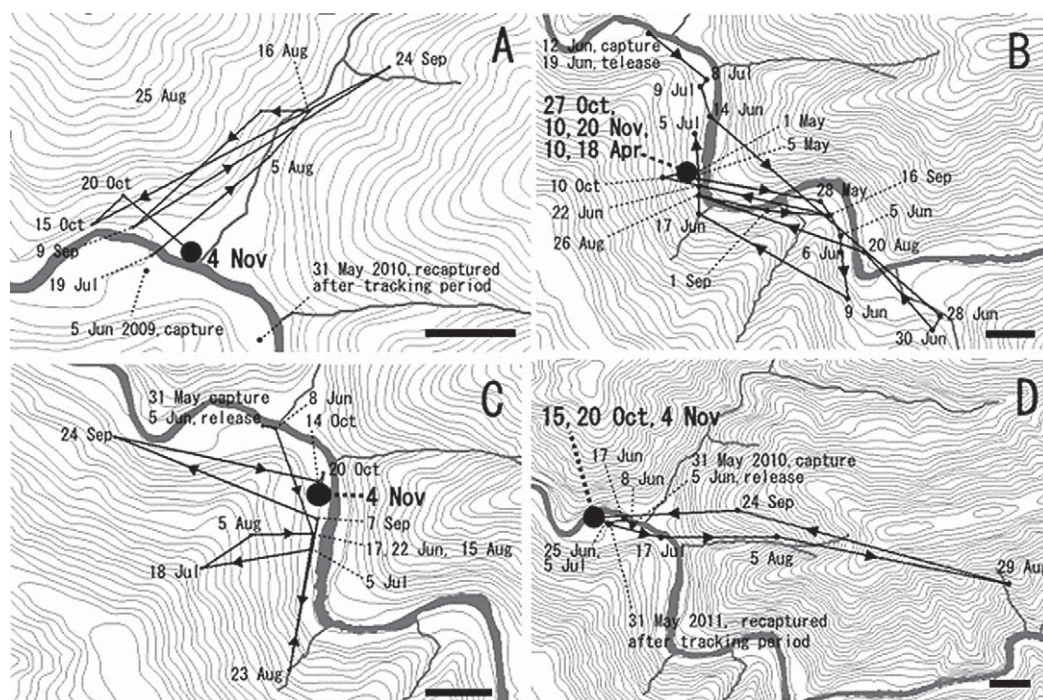 A
16 Aug
24 Sep
25 Aug
5 Aug
20 Oct
15 Oct
9 Sep
4 Nov
19 Jul
31 May 2010, recaptured
after tracking period
5 Jun 2009, capture
B
12 Jun, capture
19 Jun, telease
8 Jul
9 Jul
14 Jun
27 Oct,
10, 20 Nov,
10, 18 Apr
5 Jul
1 May
5 May
10 Oct
28 May
16 Sep
22 Jun
5 Jun
26 Aug
17 Jun
20 Aug
6 Jun
1 Sep
9 Jun
28 Jun
30 Jun
C
31 May capture
5 Jun, release
8 Jun
14 Oct
24 Sep
20 Oct
4 Nov
7 Sep
5 Aug
17, 22 Jun, 15 Aug
18 Jul
5 Jul
23 Aug
D
15, 20 Oct, 4 Nov
17 Jun
31 May 2010, capture
5 Jun, release
8 Jun
24 Sep
25 Jun,
5 Jul
17 Jul
5 Aug
29 Aug
31 May 2011, recaptured
after tracking period